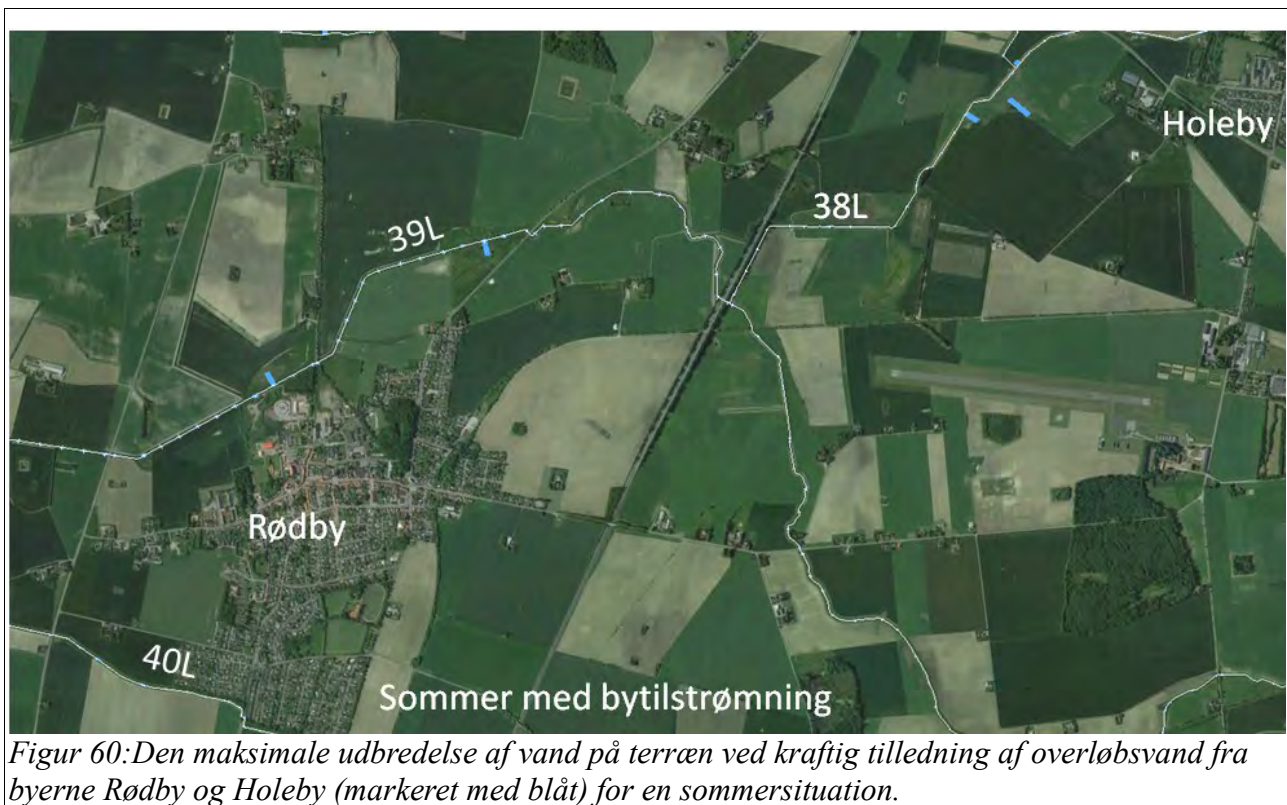 Holeby
38L
39L
Rødby
40L
Sommer med bytilstrømning
Figur 60:Den maksimale udbredelse af vand på terræn ved kraftig tilledning af overløbsvand fra
byerne Rødby og Holeby (markeret med blåt) for en sommersituation.